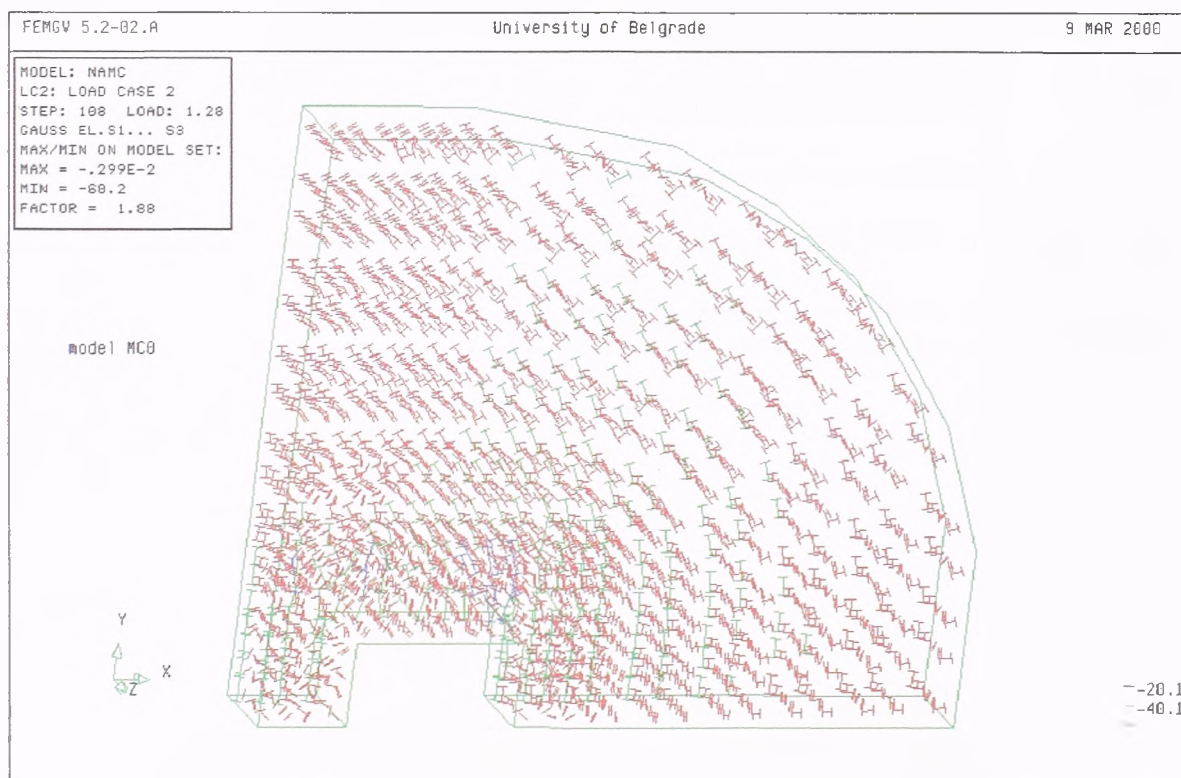 FEMGV 5.2-02.A
University of Belgrade
9 MAR 2000
MODEL: NAMC
LC2: LOAD CASE 2
STEP: 108 LOAD: 1.28
GAUSS EL.S1... S3
MAX/MIN ON MODEL SET:
MAX = -.299E-2
MIN = -60.2
FACTOR = 1.88
model MC0
Y
X
Z
-20.1
-40.1